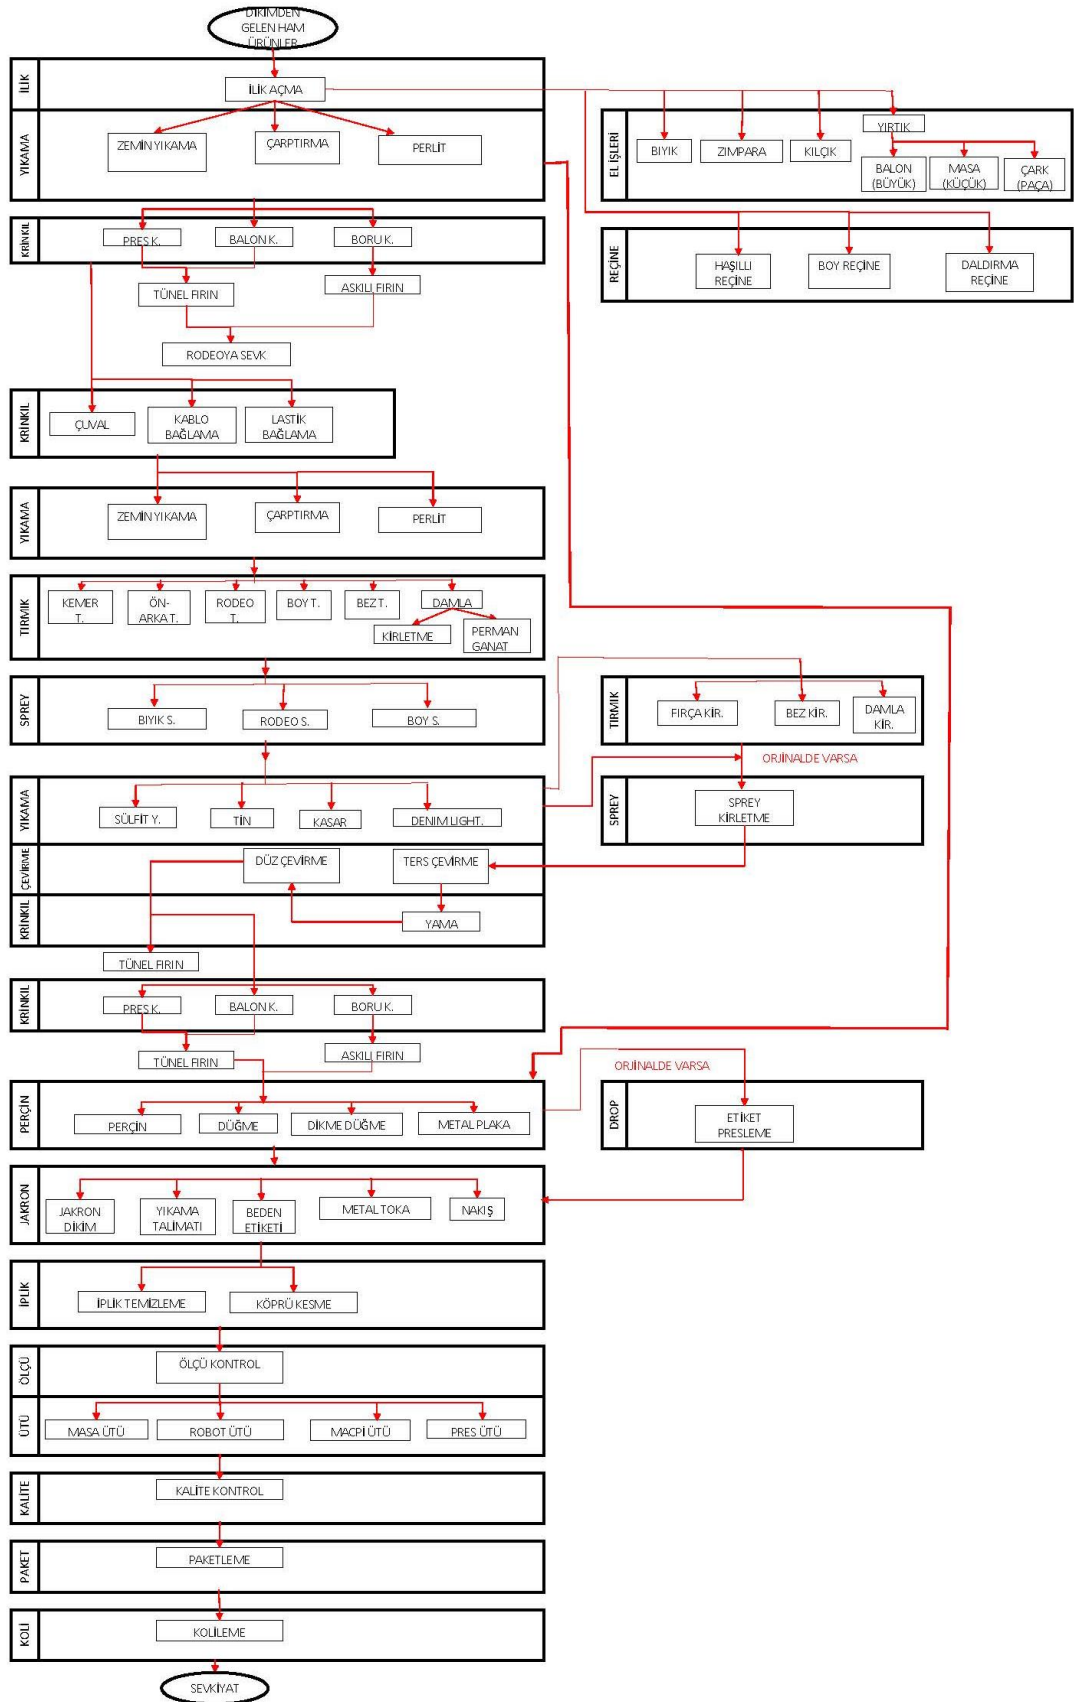 DİKİMDEN
GELEN HAM
ÜRÜNLER
İLİK
İLİK AÇMA
YIKAMA
ZEMİN YIKAMA
ÇARPTIRMA
PERLİT
EL İŞLERİ
BIYIK
ZIMPARA
KILÇIK
YIRTIK
BALON
(BÜYÜK)
MASA
(KÜÇÜK)
ÇARK
(PAÇA)
KRİNKIL
PRES K.
BALON K.
BORU K.
REÇİNE
HAŞILLI
REÇİNE
BOY REÇİNE
DALDIRMA
REÇİNE
TÜNEL FIRIN
ASKILI FIRIN
RODEOYA SEVK
KRİNKIL
ÇUVAL
KABLO
BAĞLAMA
LASTİK
BAĞLAMA
YIKAMA
ZEMİN YIKAMA
ÇARPTIRMA
PERLİT
TIRMIK
KEMER
T.
ÖN-
ARKA T.
RODEO
T.
BOY T.
BEZ T.
DAMLA
KİRLETME
PERMAN
GANAT
SPREY
BIYIK S.
RODEO S.
BOY S.
TIRMIK
FIRÇA KİR.
BEZ KİR.
DAMLA
KİR.
ORJİNALDE VARSA
YIKAMA
SÜLFİT Y.
TİN
KASAR
DENIM LIGHT.
SPREY
SPREY
KİRLETME
ÇEVİRME
DÜZ ÇEVİRME
TERS ÇEVİRME
KRİNKIL
YAMA
TÜNEL FIRIN
KRİNKIL
PRES K.
BALON K.
BORU K.
TÜNEL FIRIN
ASKILI FIRIN
ORJİNALDE VARSA
PERÇİN
PERÇİN
DÜĞME
DİKME DÜĞME
METAL PLAKA
DROP
ETİKET
PRESLEME
JAKRON
JAKRON
DİKİM
YIKAMA
TALİMATI
BEDEN
ETİKETİ
METAL TOKA
NAKIŞ
İPLİK
İPLİK TEMİZLEME
KÖPRÜ KESME
ÖLÇÜ
ÖLÇÜ KONTROL
ÜTÜ
MASA ÜTÜ
ROBOT ÜTÜ
MACPİ ÜTÜ
PRES ÜTÜ
KALİTE
KALİTE KONTROL
PAKET
PAKETLEME
KOLİ
KOLİLEME
SEVKİYAT